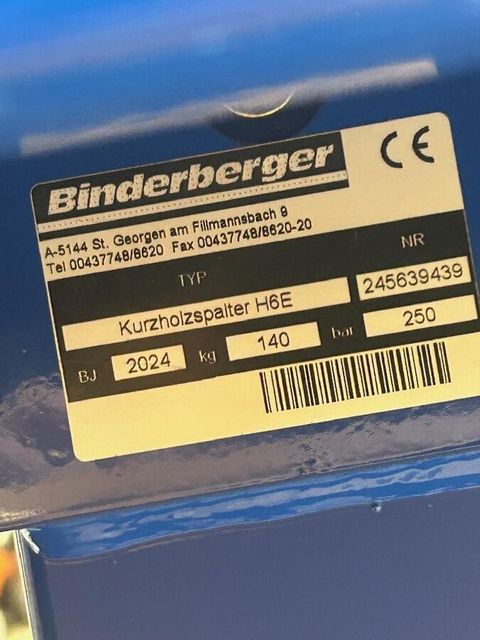 Binderberger
CE
A-5144 St. Georgen am Fillmannsbach 9
Tel 00437748/8620 Fax 00437748/8620-20
TYP NR
Kurzholzspalter H6E 245639439
BJ 2024 kg 140 bar 250